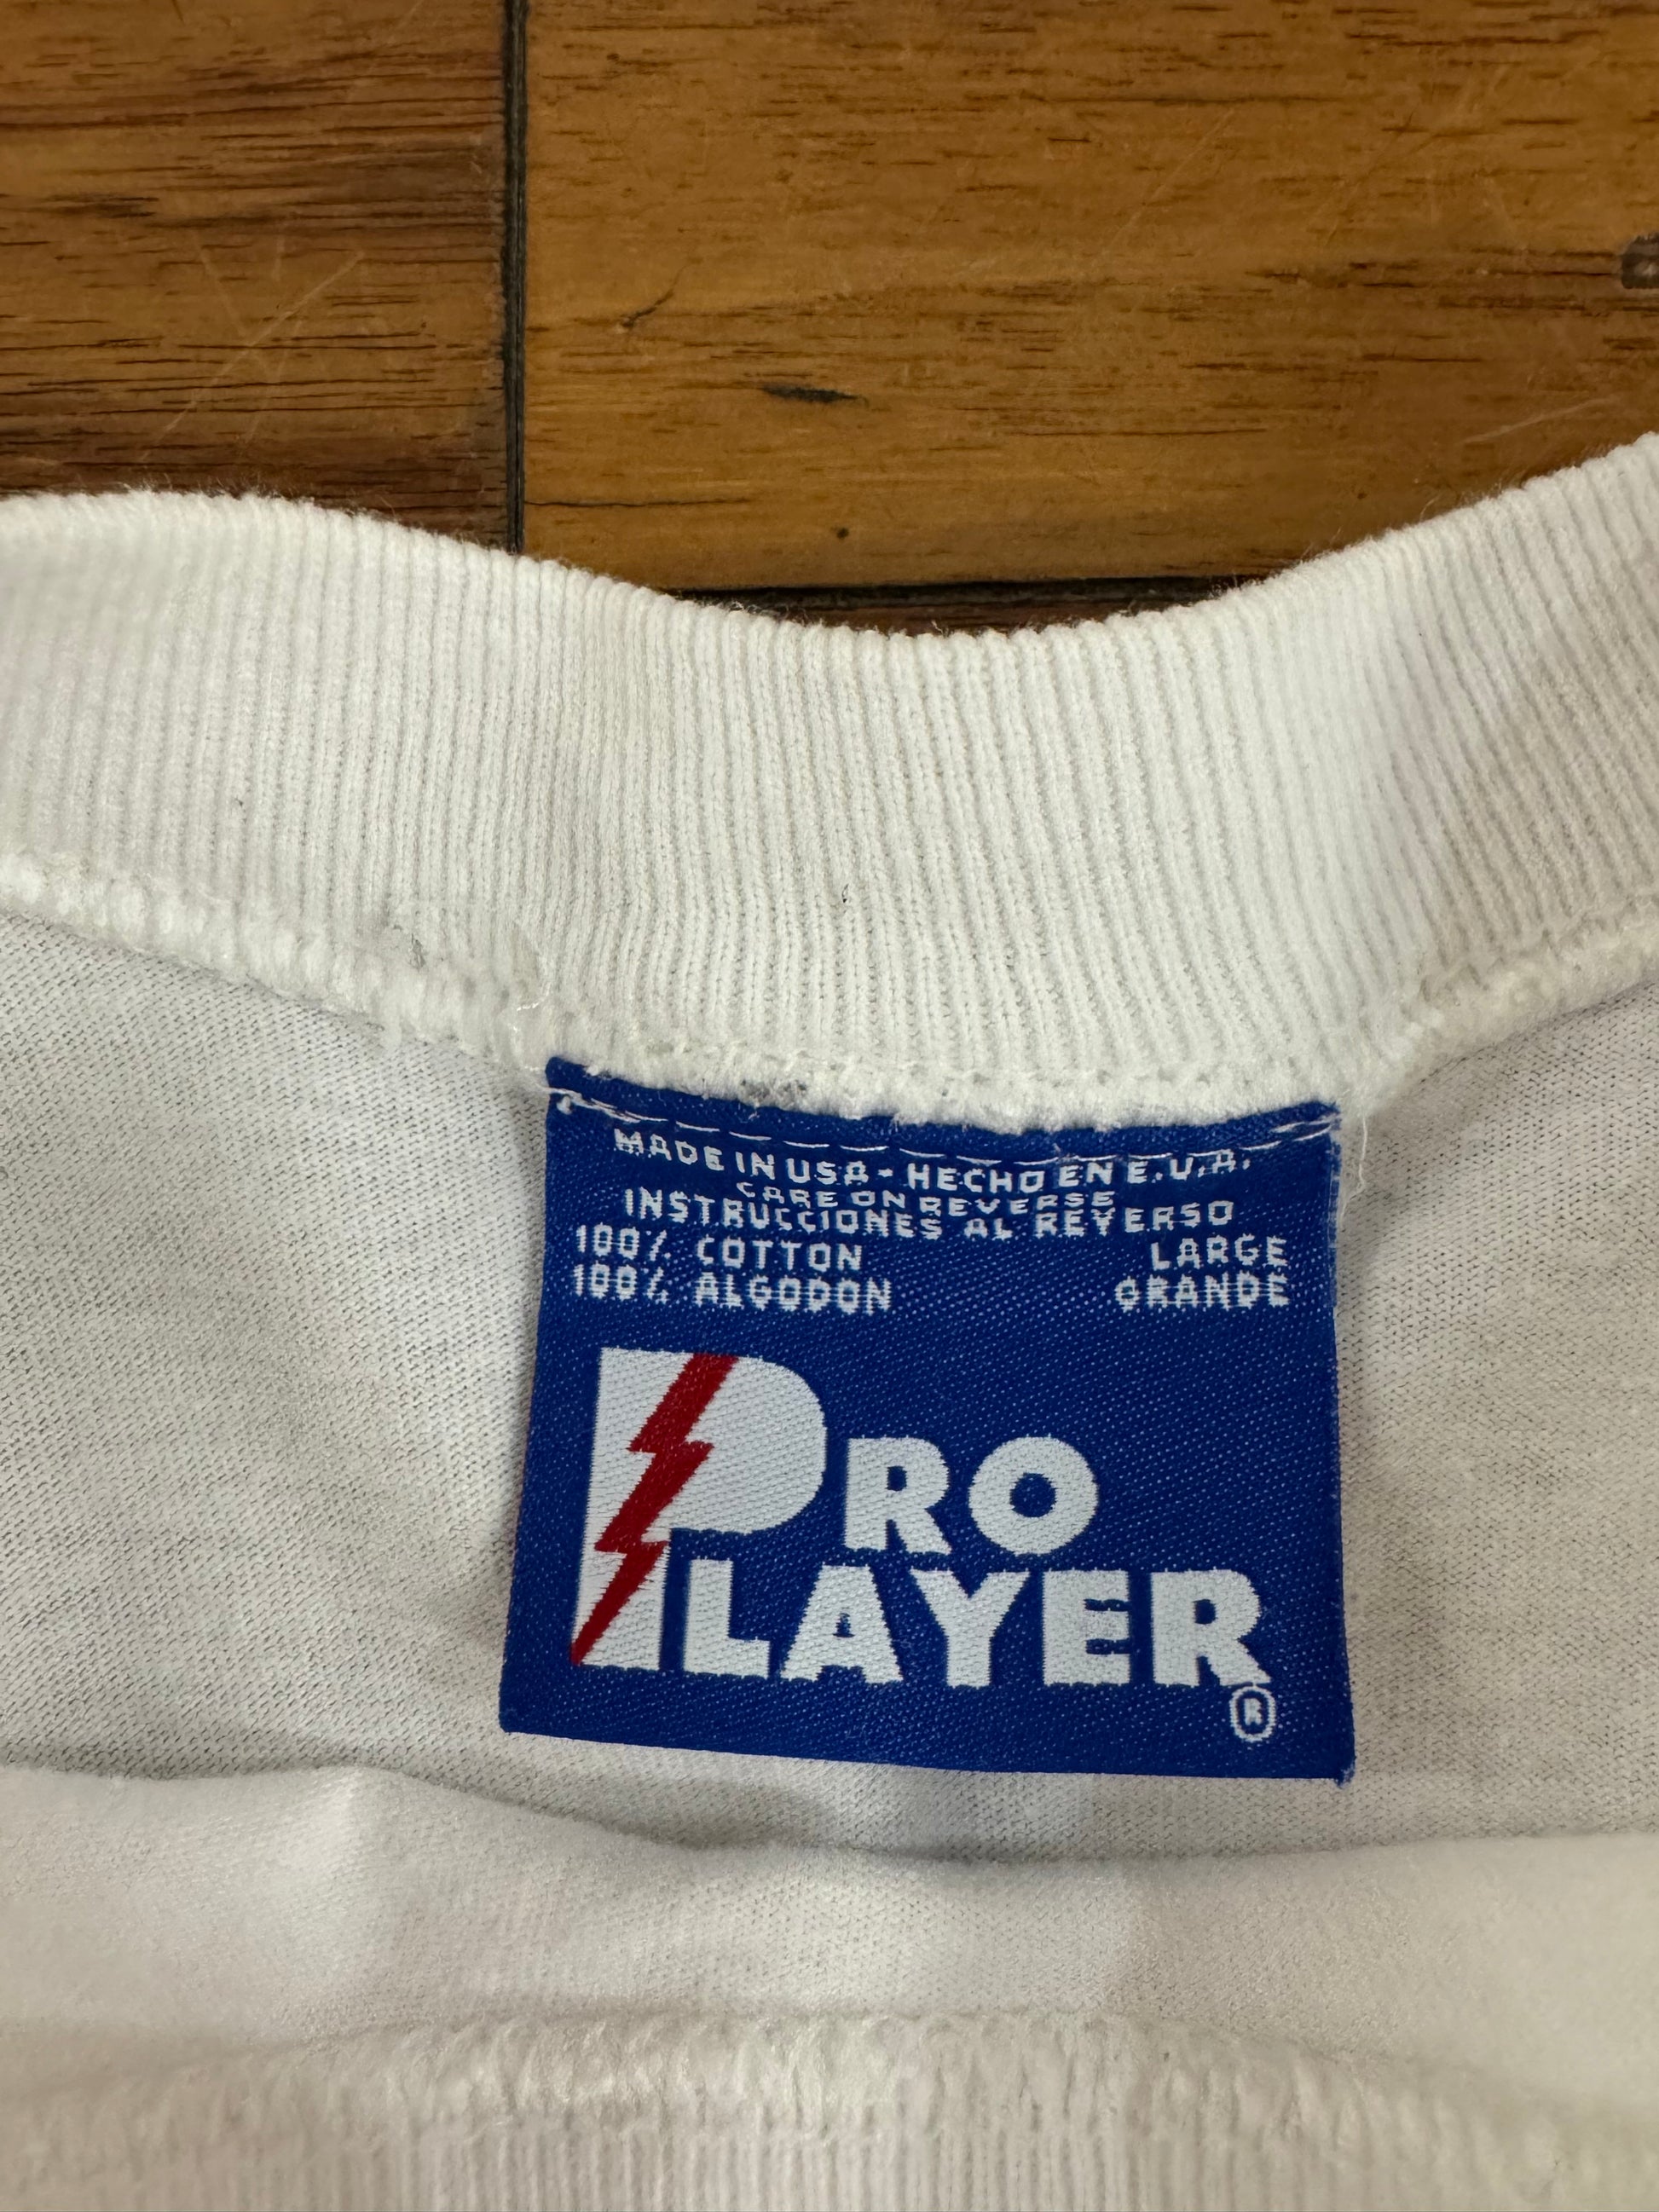 MADE IN USA - HECHO EN E.U.A.
CARE ON REVERSE
INSTRUCCIONES AL REVERSO
100% COTTON LARGE
100% ALGODON GRANDE
PRO
PLAYER
®